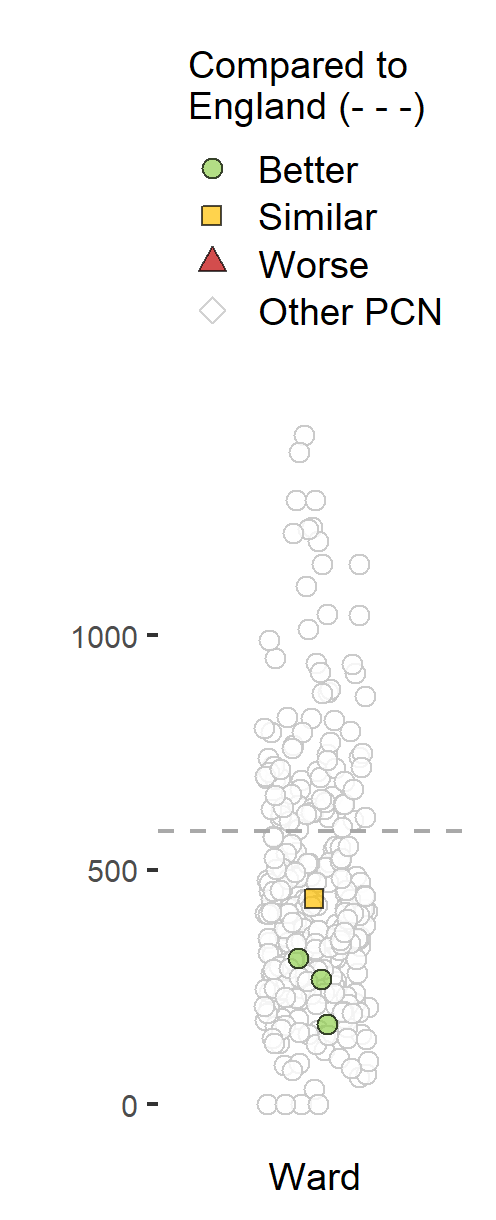 Compared to
England (- - -)
Better
Similar
Worse
Other PCN
1000
500
0
Ward